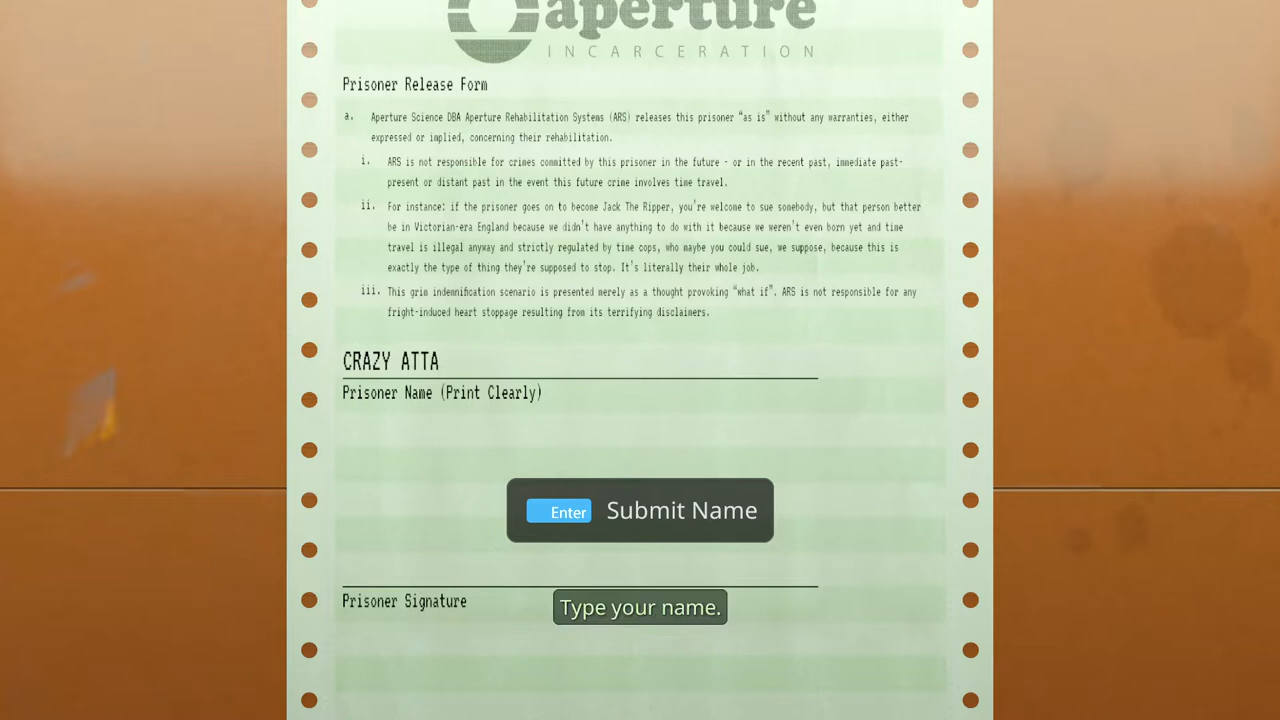 aperture
INCARCERATION
Prisoner Release Form
a. Aperture Science DBA Aperture Rehabilitation Systems (ARS) releases this prisoner “as is” without any warranties, either
expressed or implied, concerning their rehabilitation.
i. ARS is not responsible for crimes committed by this prisoner in the future - or in the recent past, immediate past-
present or distant past in the event this future crime involves time travel.
ii. For instance: if the prisoner goes on to become Jack The Ripper, you're welcome to sue somebody, but that person better
be in Victorian-era England because we didn't have anything to do with it because we weren't even born yet and time
travel is illegal anyway and strictly regulated by time cops, who maybe you could sue, we suppose, because this is
exactly the type of thing they're supposed to stop. It's literally their whole job.
iii. This grim indemnification scenario is presented merely as a thought provoking “what if”. ARS is not responsible for any
fright-induced heart stoppage resulting from its terrifying disclaimers.
CRAZY ATTA
Prisoner Name (Print Clearly)
Enter Submit Name
Prisoner Signature
Type your name.